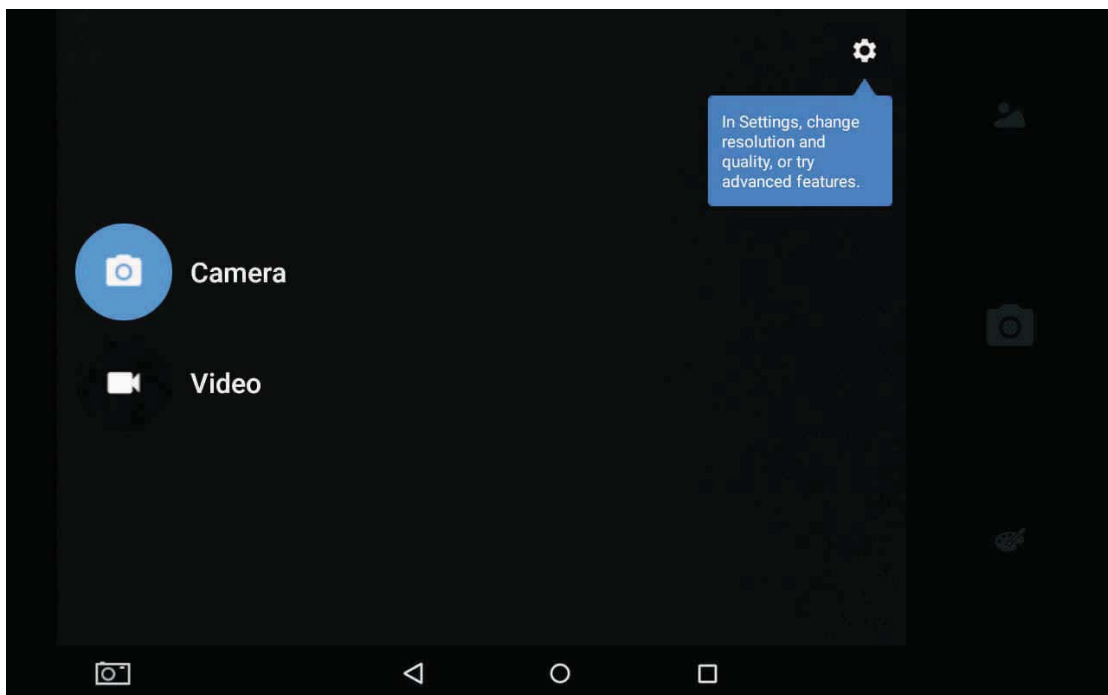 In Settings, change
resolution and
quality, or try
advanced features.
Camera
Video